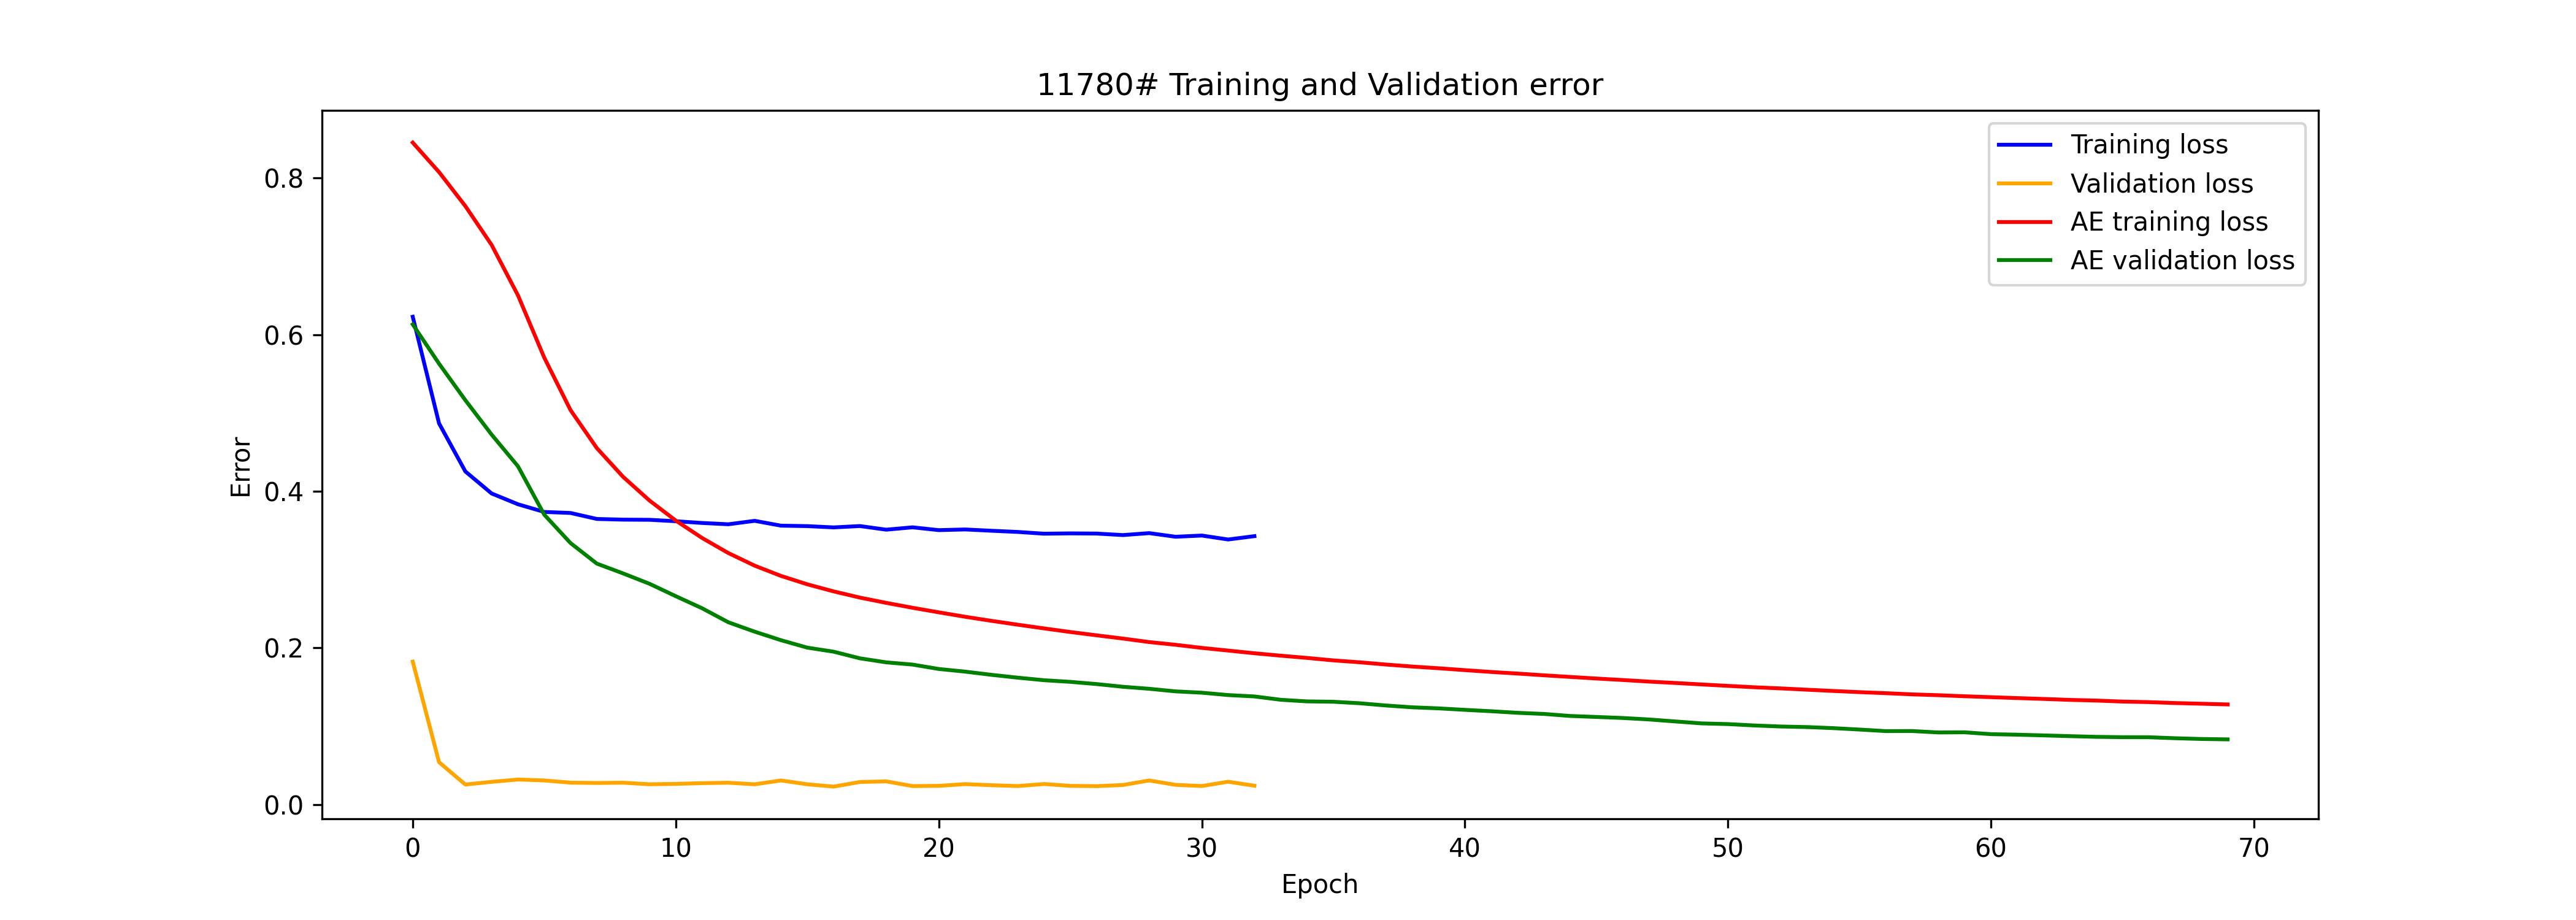 11780# Training and Validation error
Training loss
Validation loss
AE training loss
AE validation loss
0.8
0.6
0.4
0.2
0.0
Error
0 10 20 30 40 50 60 70
Epoch